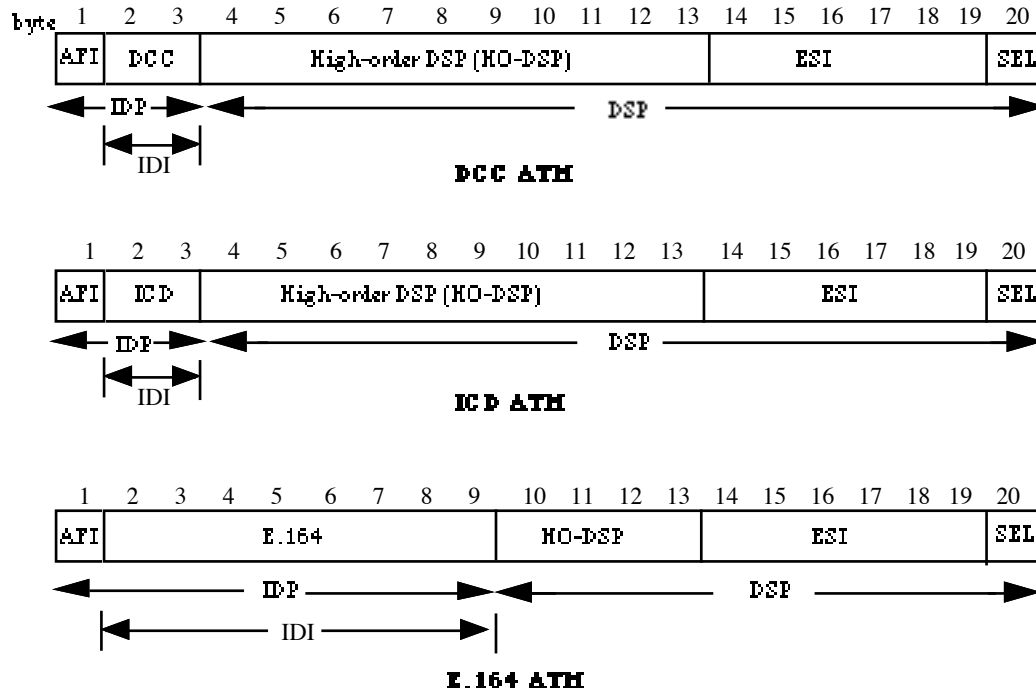 byte 1 2 3 4 5 6 7 8 9 10 11 12 13 14 15 16 17 18 19 20
AFI DCC High-order DSP (HO-DSP) ESI SEL
IDP DSP
IDI
DCC ATM
1 2 3 4 5 6 7 8 9 10 11 12 13 14 15 16 17 18 19 20
AFI ICD High-order DSP (HO-DSP) ESI SEL
IDP DSP
IDI
ICD ATM
1 2 3 4 5 6 7 8 9 10 11 12 13 14 15 16 17 18 19 20
AFI E.164 HO-DSP ESI SEL
IDP DSP
IDI
E.164 ATM